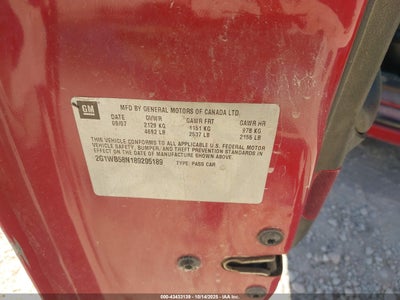 GM
MFD BY GENERAL MOTORS OF CANADA LTD.
DATE GVWR GAWR FRT GAWR RR
09/07 2129 KG 1151 KG 978 KG
4692 LB 2537 LB 2155 LB
THIS VEHICLE CONFORMS TO ALL APPLICABLE U.S. FEDERAL MOTOR
VEHICLE SAFETY, BUMPER, AND THEFT PREVENTION STANDARDS IN
EFFECT ON THE DATE OF MANUFACTURE SHOWN ABOVE.
2G1WB58N189205189 TYPE: PASS CAR
000-43433138 - 10/14/2025 - © COPYRIGHT IAA